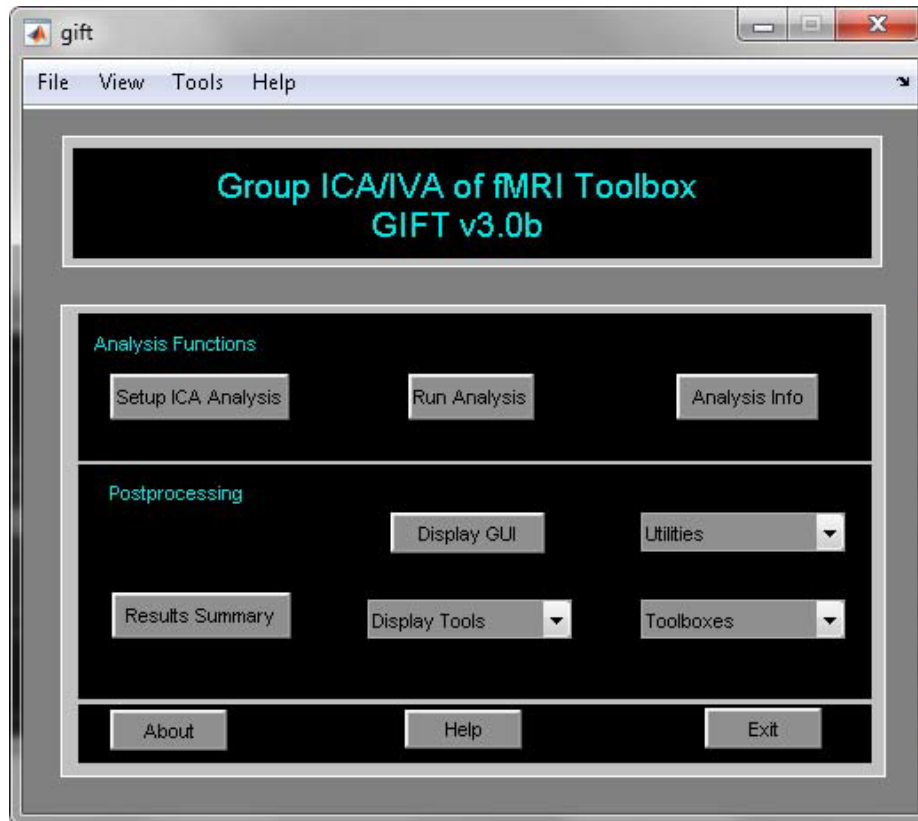 gift
File View Tools Help
Group ICA/IVA of fMRI Toolbox
GIFT v3.0b
Analysis Functions
Setup ICA Analysis Run Analysis Analysis Info
Postprocessing
Display GUI Utilities
Results Summary Display Tools Toolboxes
About Help Exit